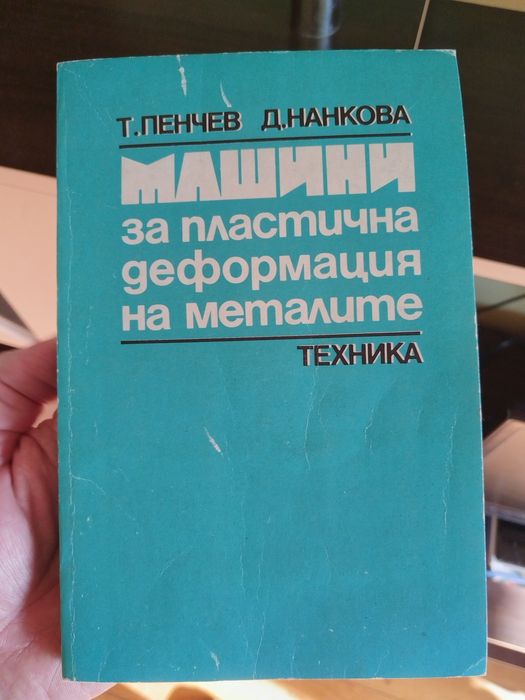 Т.ПЕНЧЕВ Д.НАНКОВА
МАШИНИ
за пластична
деформация
на металите
ТЕХНИКА